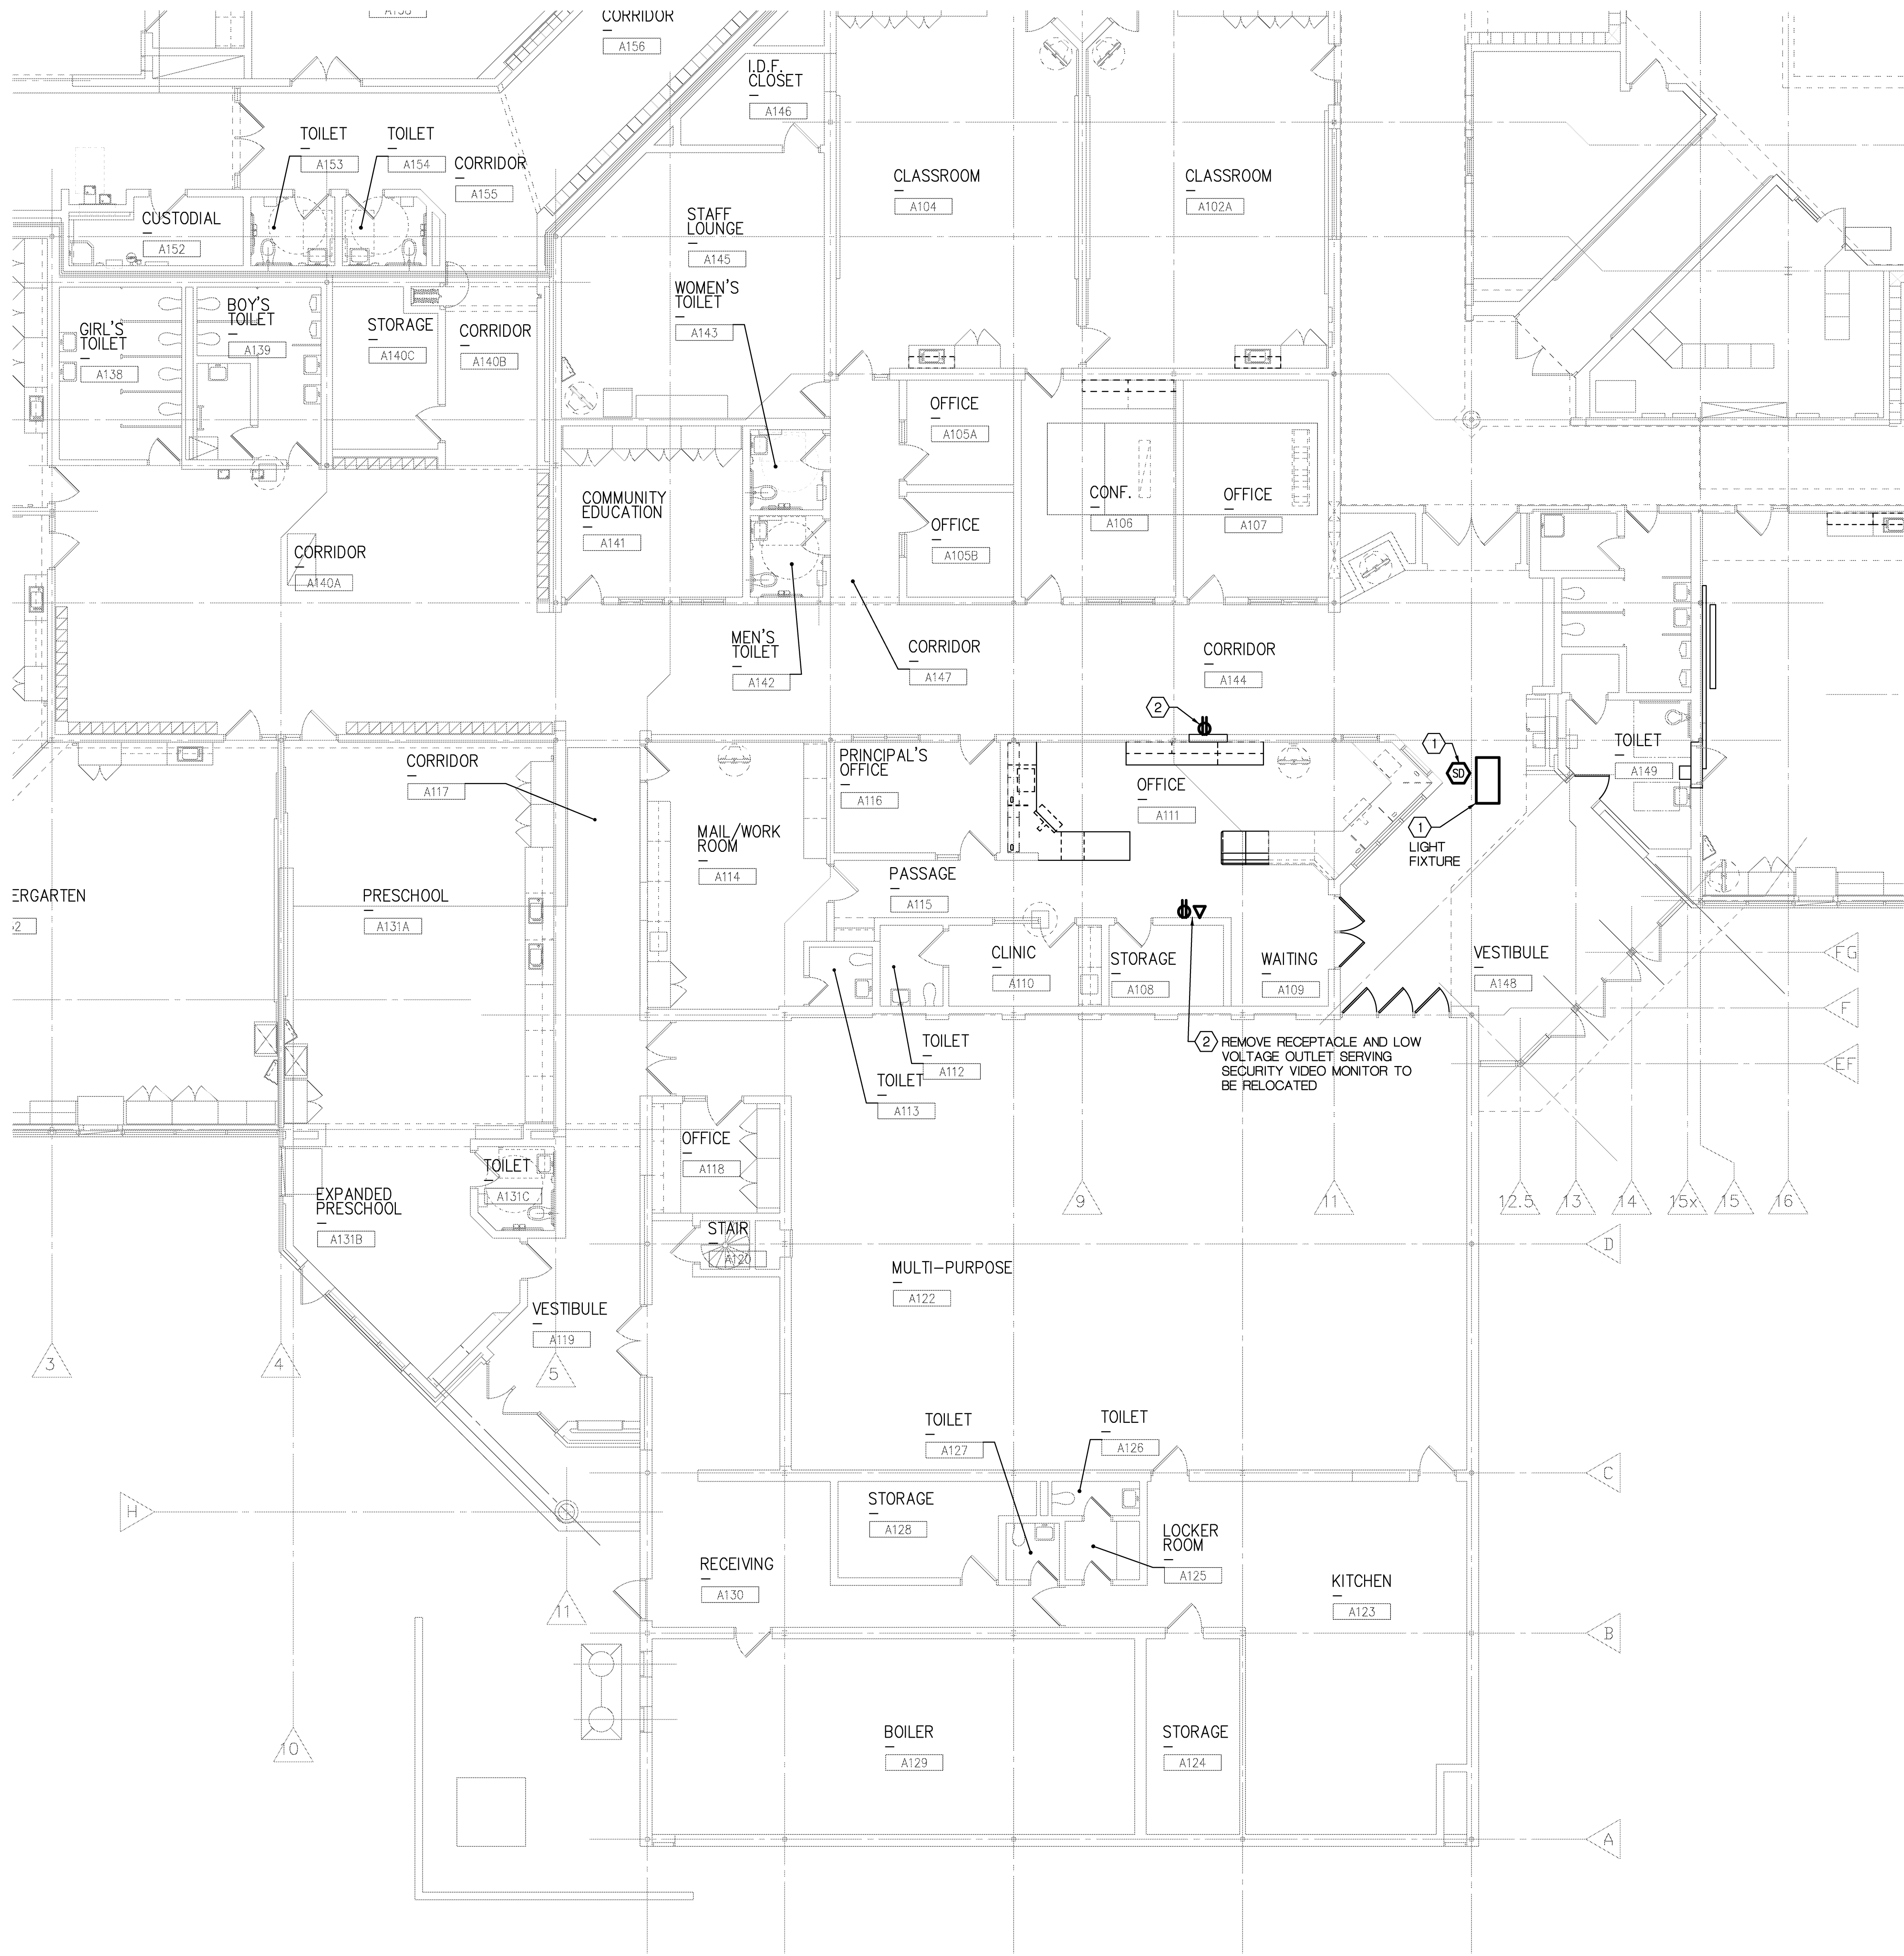 CORRIDOR
A156
I.D.F.
CLOSET
A146
TOILET
A153
TOILET
A154
CORRIDOR
A155
CUSTODIAL
A152
STAFF
LOUNGE
A145
CLASSROOM
A104
CLASSROOM
A102A
WOMEN'S
TOILET
A143
GIRL'S
TOILET
A138
BOY'S
TOILET
A139
STORAGE
A140C
CORRIDOR
A140B
OFFICE
A105A
COMMUNITY
EDUCATION
A141
OFFICE
A105B
CONF.
A106
OFFICE
A107
CORRIDOR
A140A
MEN'S
TOILET
A142
CORRIDOR
A147
CORRIDOR
A144
2
CORRIDOR
A117
MAIL/WORK
ROOM
A114
PRINCIPAL'S
OFFICE
A116
OFFICE
A111
1
SD
1
LIGHT
FIXTURE
TOILET
A149
ERGARTEN
PRESCHOOL
A131A
PASSAGE
A115
CLINIC
A110
STORAGE
A108
WAITING
A109
VESTIBULE
A148
FG
F
EF
2 REMOVE RECEPTACLE AND LOW
VOLTAGE OUTLET SERVING
SECURITY VIDEO MONITOR TO
BE RELOCATED
TOILET
A112
TOILET
A113
OFFICE
A118
TOILET
A131C
EXPANDED
PRESCHOOL
A131B
STAIR
A120
9
11
12.5
13
14
15x
15
16
D
MULTI-PURPOSE
A122
VESTIBULE
A119
3
4
5
TOILET
A127
TOILET
A126
C
H
STORAGE
A128
LOCKER
ROOM
A125
RECEIVING
A130
KITCHEN
A123
11
B
10
BOILER
A129
STORAGE
A124
A